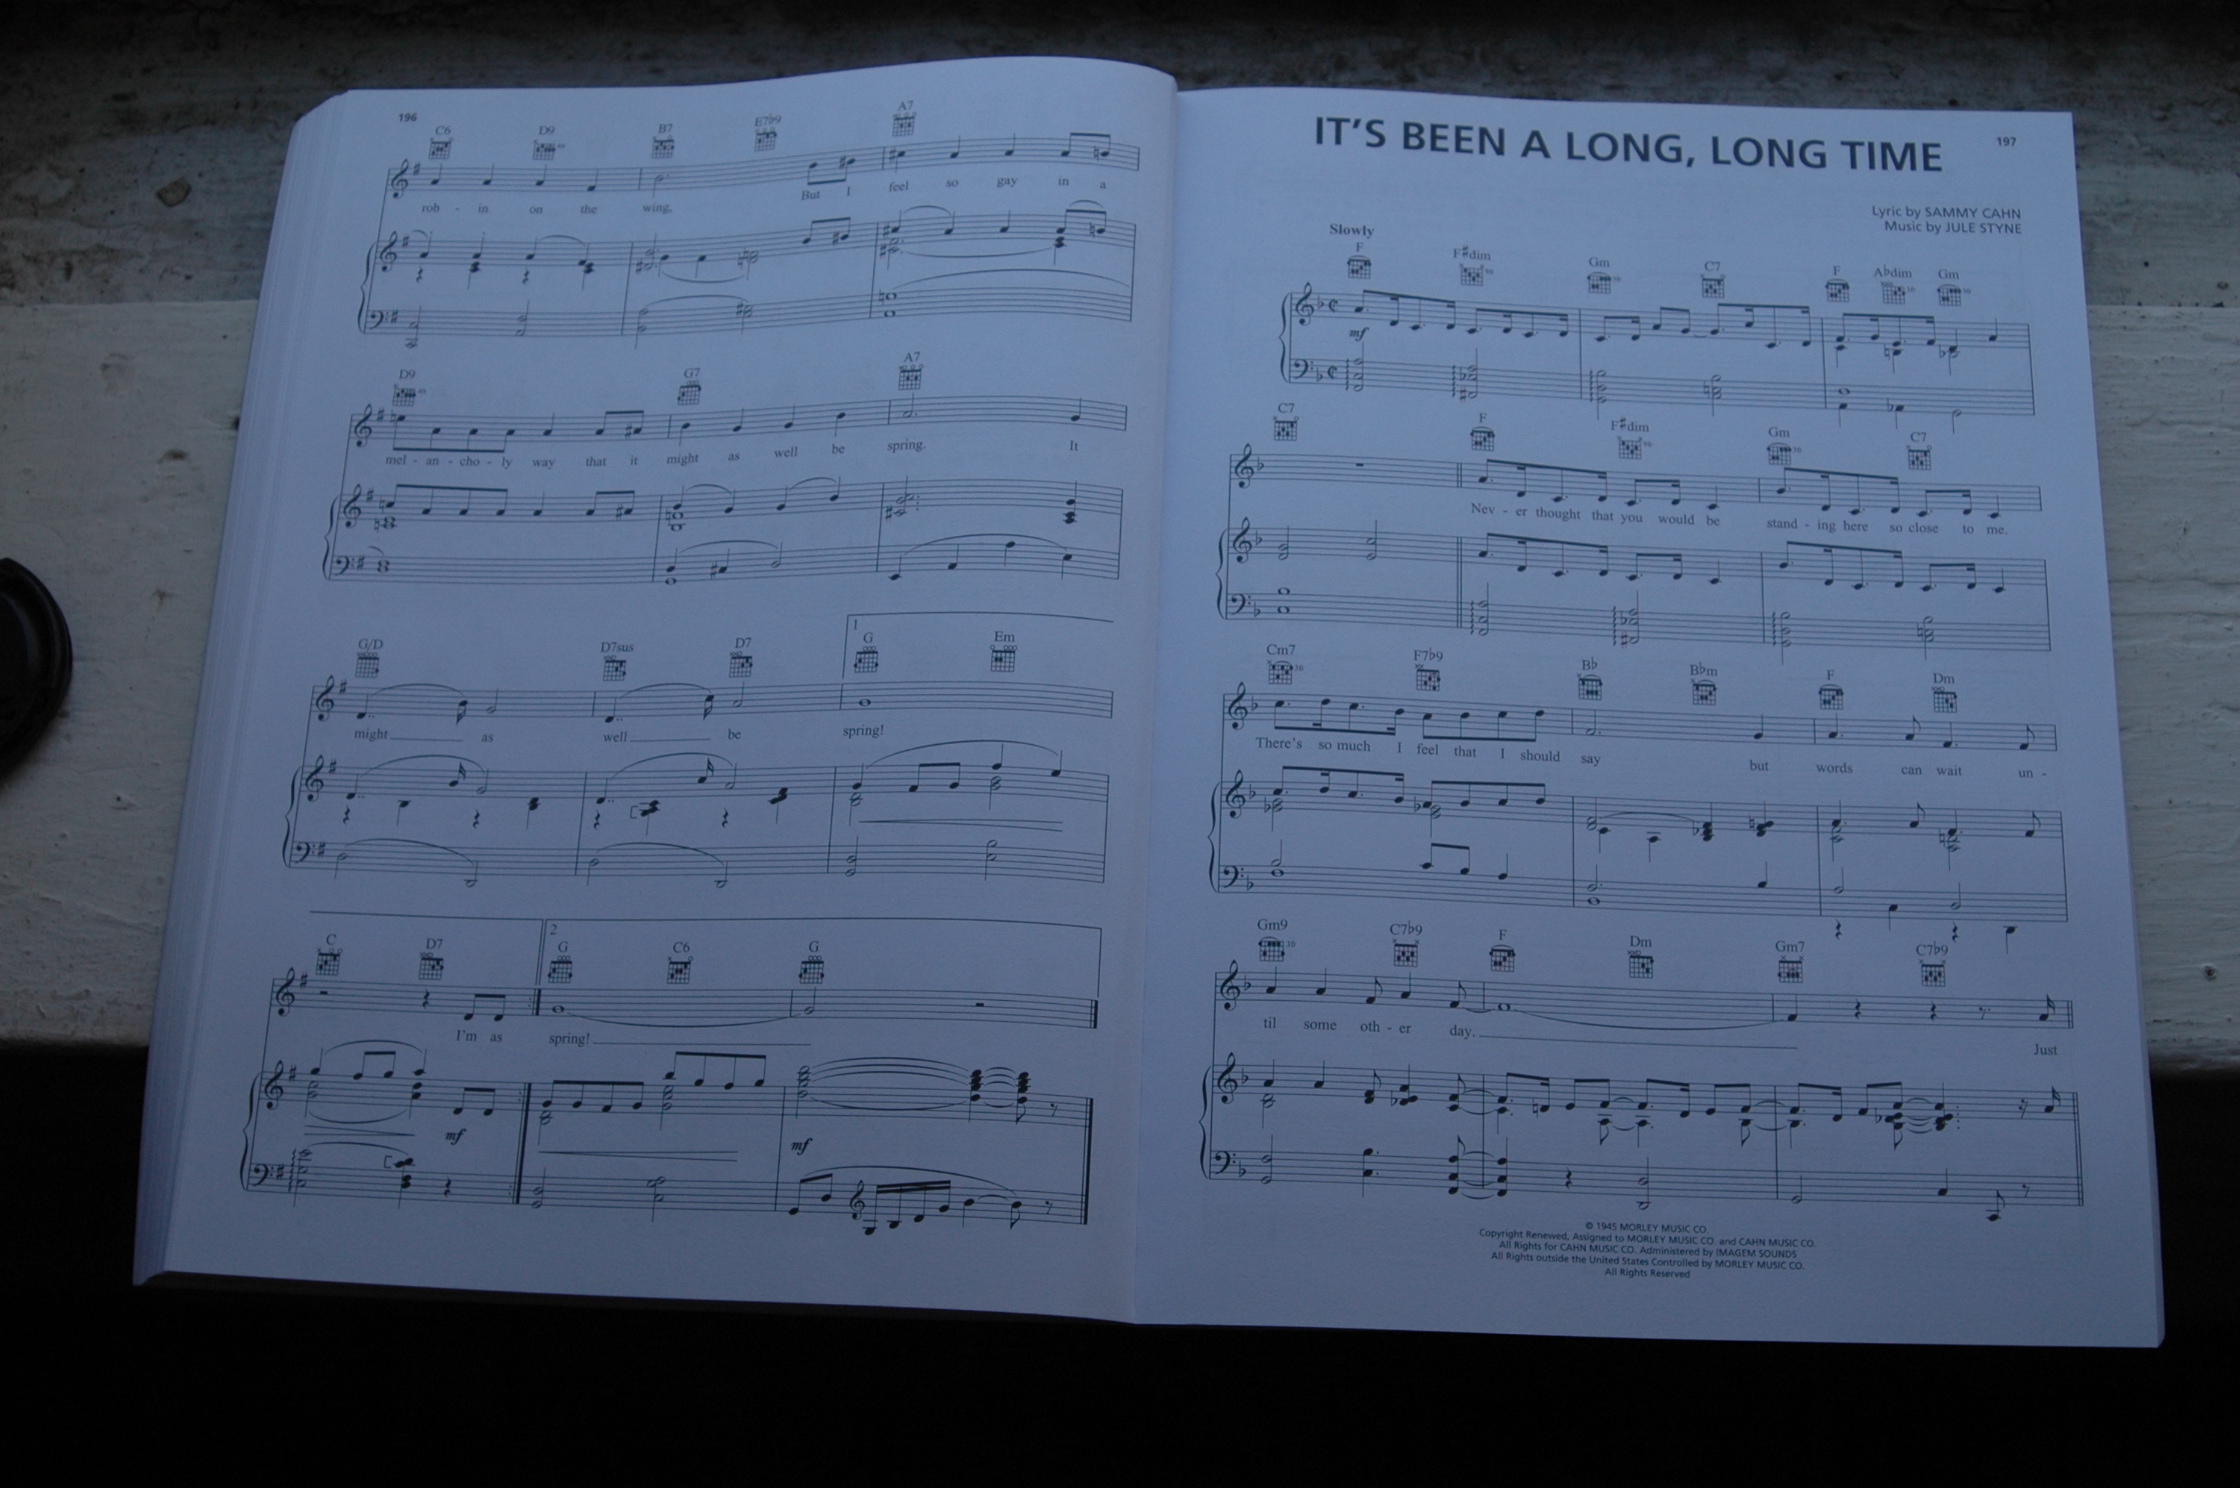 196
C6 D9 B7 E7♭9 A7
rob - in on the wing. But I feel so gay in a
D9 G7 A7
mel - an - cho - ly way that it might as well be spring. It
1
G/D D7sus D7 G Em
might as well be spring!
2
C D7 G C6 G
I'm as spring!
mf
mf
197
IT'S BEEN A LONG, LONG TIME
Lyric by SAMMY CAHN
Music by JULE STYNE
Slowly
F F♯dim Gm C7 F A♭dim Gm
mf
C7 F F♯dim Gm C7
Nev - er thought that you would be stand - ing here so close to me.
Cm7 F7♭9 B♭ B♭m F Dm
There's so much I feel that I should say but words can wait un -
Gm9 C7♭9 F Dm Gm7 C7♭9
til some oth - er day. Just
© 1945 MORLEY MUSIC CO.
Copyright Renewed, Assigned to MORLEY MUSIC CO. and CAHN MUSIC CO.
All Rights for CAHN MUSIC CO. Administered by IMAGEM SOUNDS
All Rights outside the United States Controlled by MORLEY MUSIC CO.
All Rights Reserved